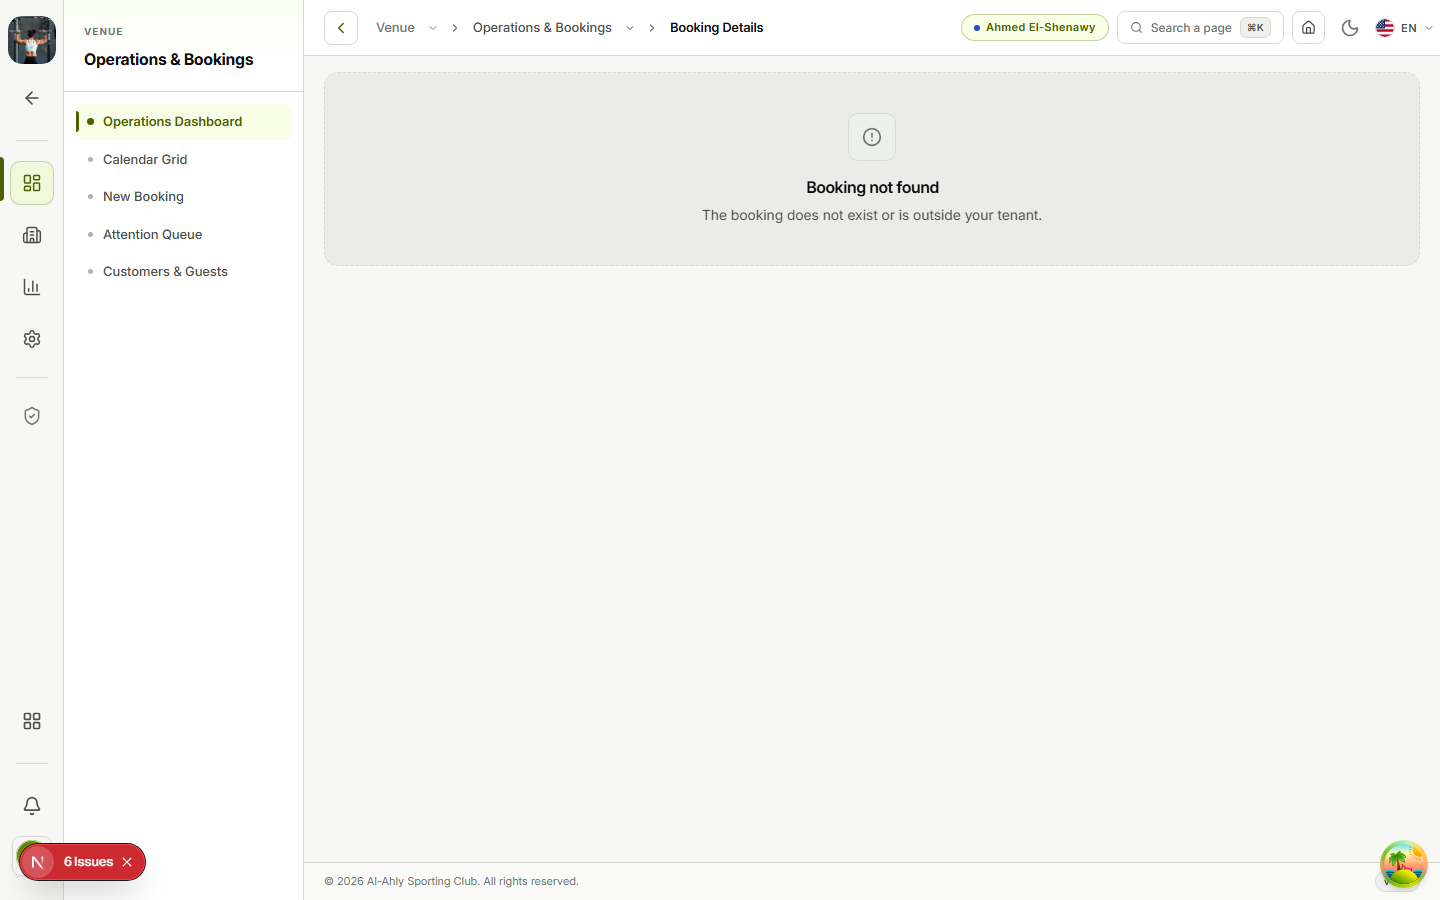 VENUE
Operations & Bookings
Operations Dashboard
Calendar Grid
New Booking
Attention Queue
Customers & Guests
Venue
Operations & Bookings
Booking Details
Ahmed El-Shenawy
Search a page
⌘K
EN
Booking not found
The booking does not exist or is outside your tenant.
N
6 Issues
© 2026 Al-Ahly Sporting Club. All rights reserved.